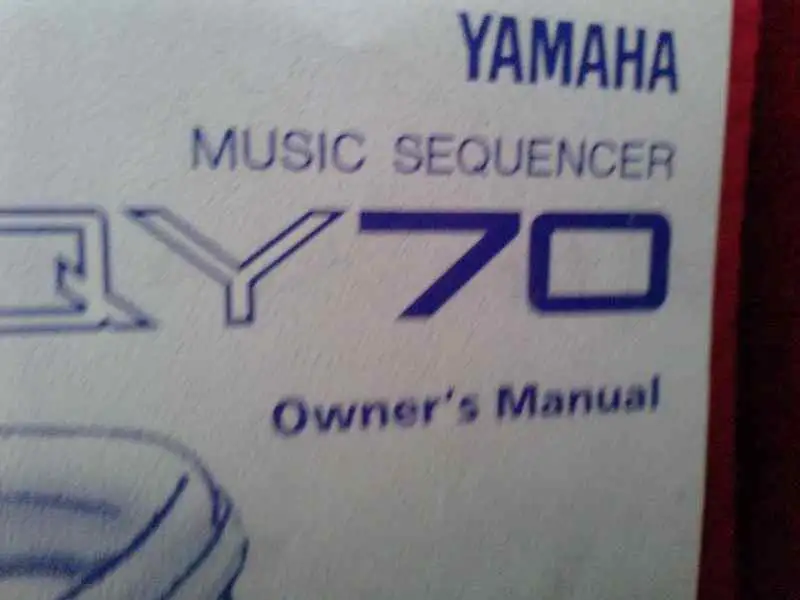 YAMAHA
MUSIC SEQUENCER
QY70
Owner's Manual